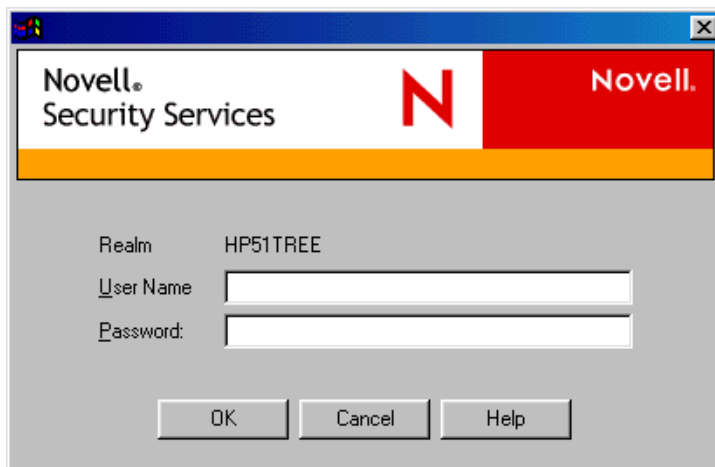 Novell®
Security Services
N
Novell.
Realm HP51TREE
User Name
Password:
OK Cancel Help